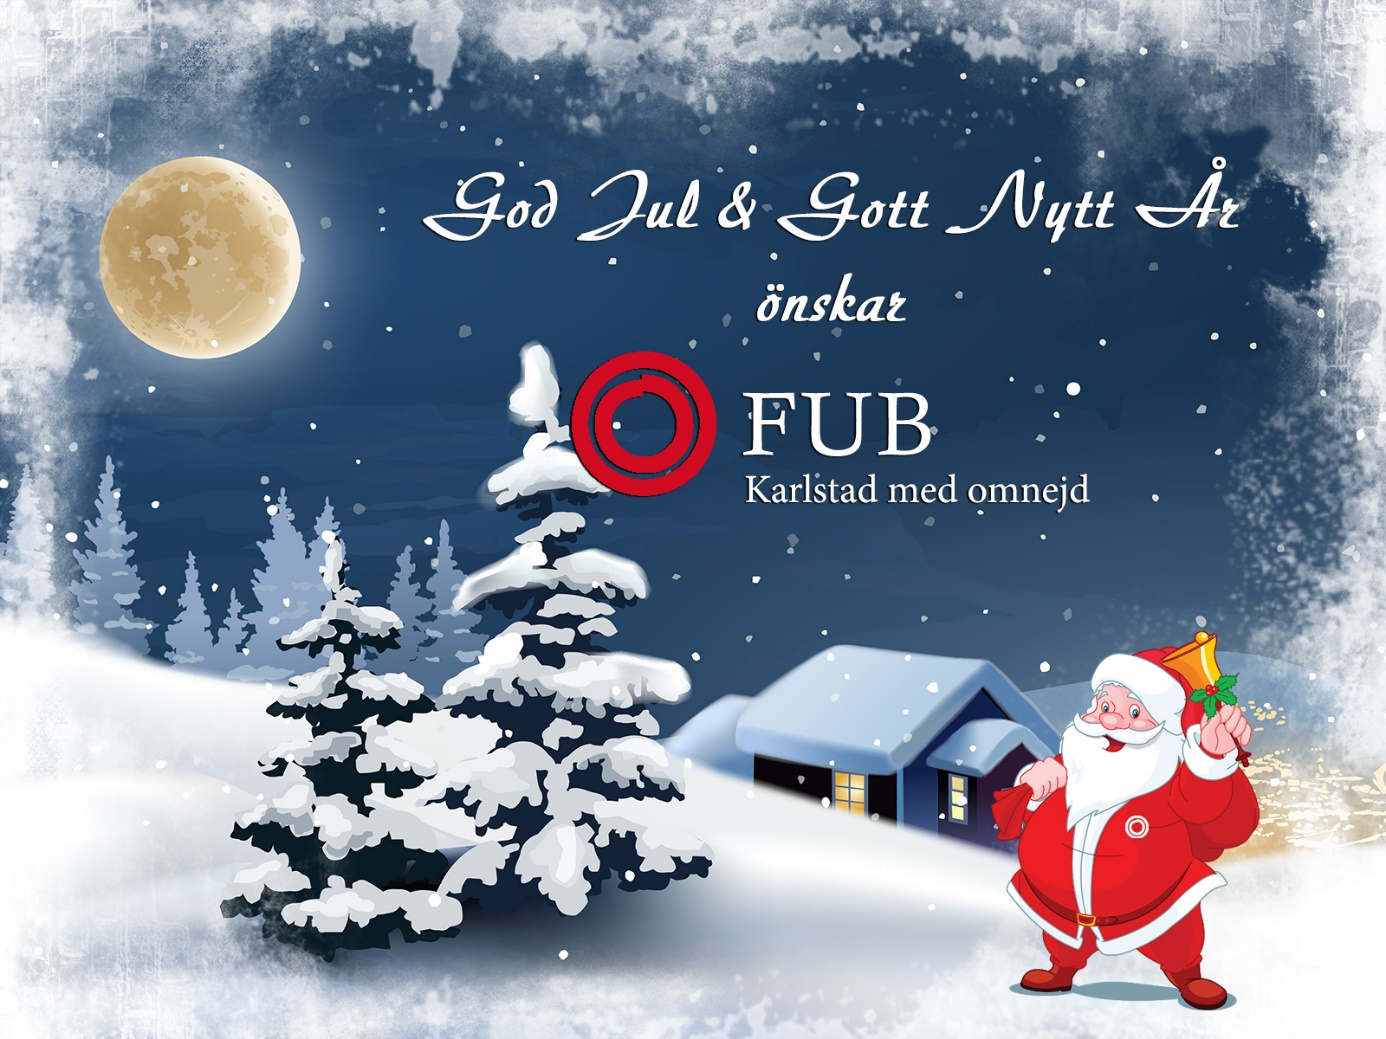 God Jul & Gott Nytt År
önskar
FUB
Karlstad med omnejd